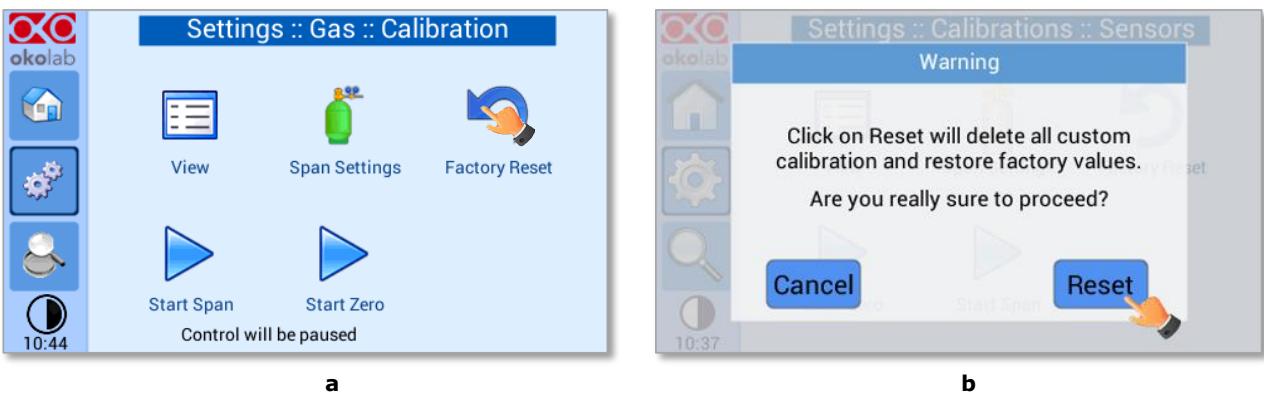 Settings :: Gas :: Calibration
okolab
View
Span Settings
Factory Reset
Start Span
Start Zero
Control will be paused
10:44
a
Settings :: Calibrations :: Sensors
okolab
Warning
Click on Reset will delete all custom
calibration and restore factory values.
Are you really sure to proceed?
Cancel
Reset
Start Span
10:37
b